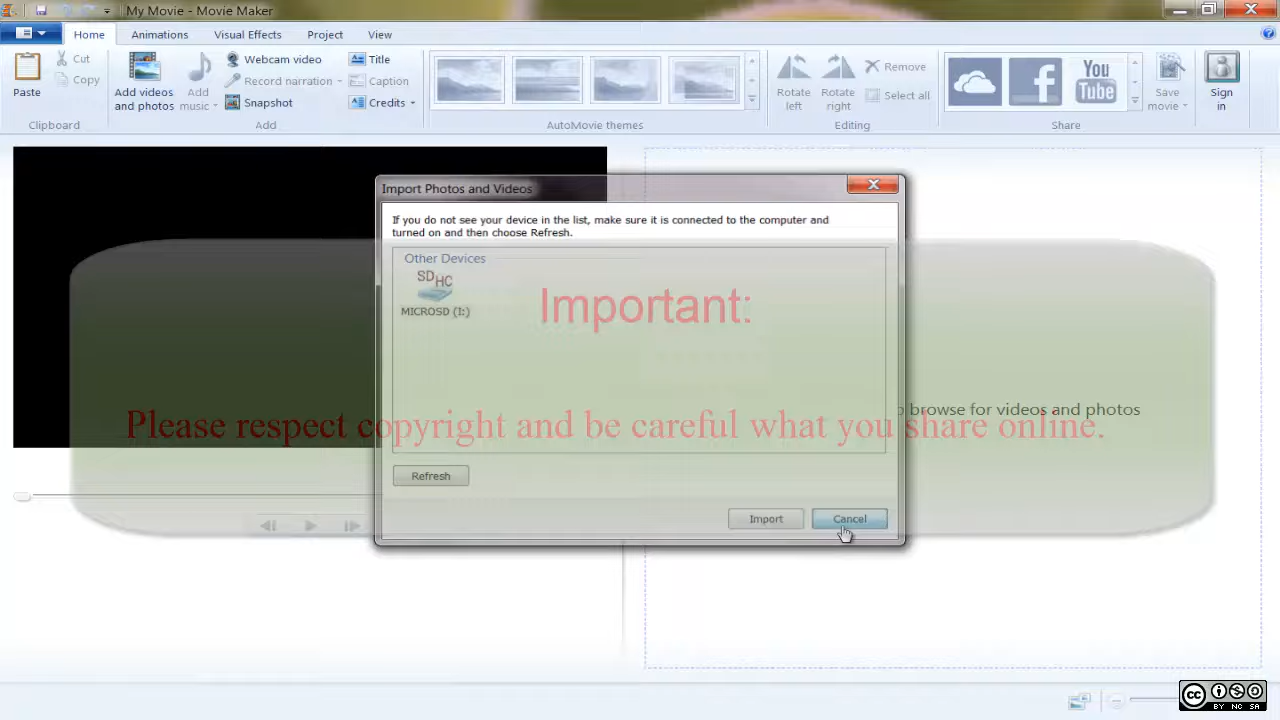 My Movie - Movie Maker
Home
Animations
Visual Effects
Project
View
Paste
Cut
Copy
Clipboard
Add videos
and photos
Add
music
Webcam video
Record narration
Snapshot
Title
Caption
Credits
Add
AutoMovie themes
Rotate
left
Rotate
right
Remove
Select all
Editing
You
Tube
Share
Save
movie
Sign
in
Import Photos and Videos
If you do not see your device in the list, make sure it is connected to the computer and
turned on and then choose Refresh.
Other Devices
SD HC
MICROSD (I:)
Important:
browse for videos and photos
Please respect copyright and be careful what you share online.
Refresh
Import
Cancel
cc
BY NC SA